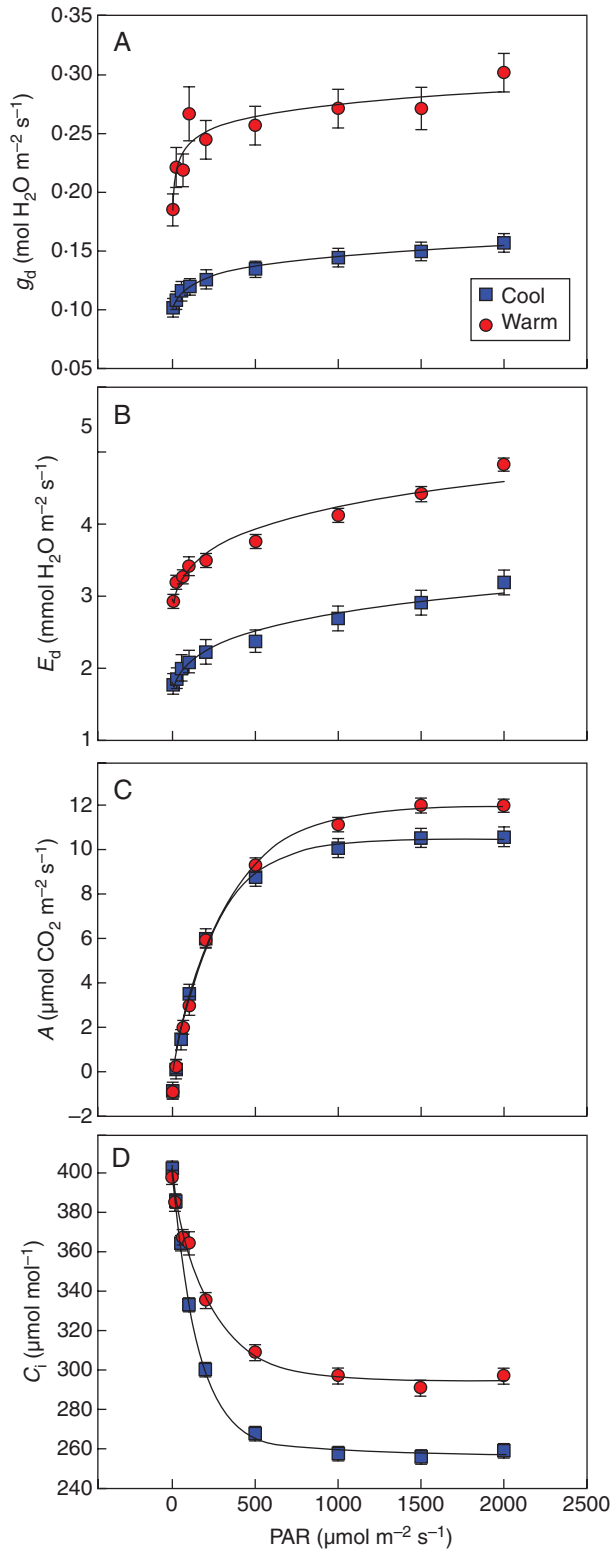 A
0·35
0·30
0·25
0·20
0·15
0·10
0·05
g_d (mol H₂O m⁻² s⁻¹)
Cool
Warm
B
5
4
3
2
1
E_d (mmol H₂O m⁻² s⁻¹)
C
12
10
8
6
4
2
0
–2
A (µmol CO₂ m⁻² s⁻¹)
D
400
380
360
340
320
300
280
260
240
C_i (µmol mol⁻¹)
0 500 1000 1500 2000 2500
PAR (µmol m⁻² s⁻¹)